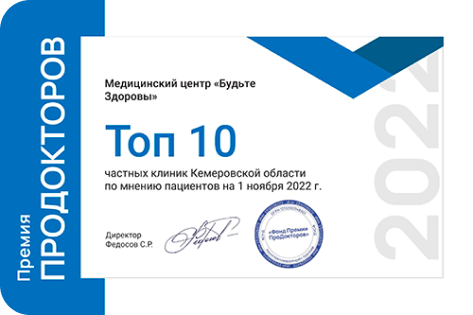 Премия
ПРОДОКТОРОВ
Медицинский центр «Будьте
Здоровы»
Топ 10
частных клиник Кемеровской области
по мнению пациентов на 1 ноября 2022 г.
Директор
Федосов С.Р.
«Фонд Премии
ПроДокторов»
2022